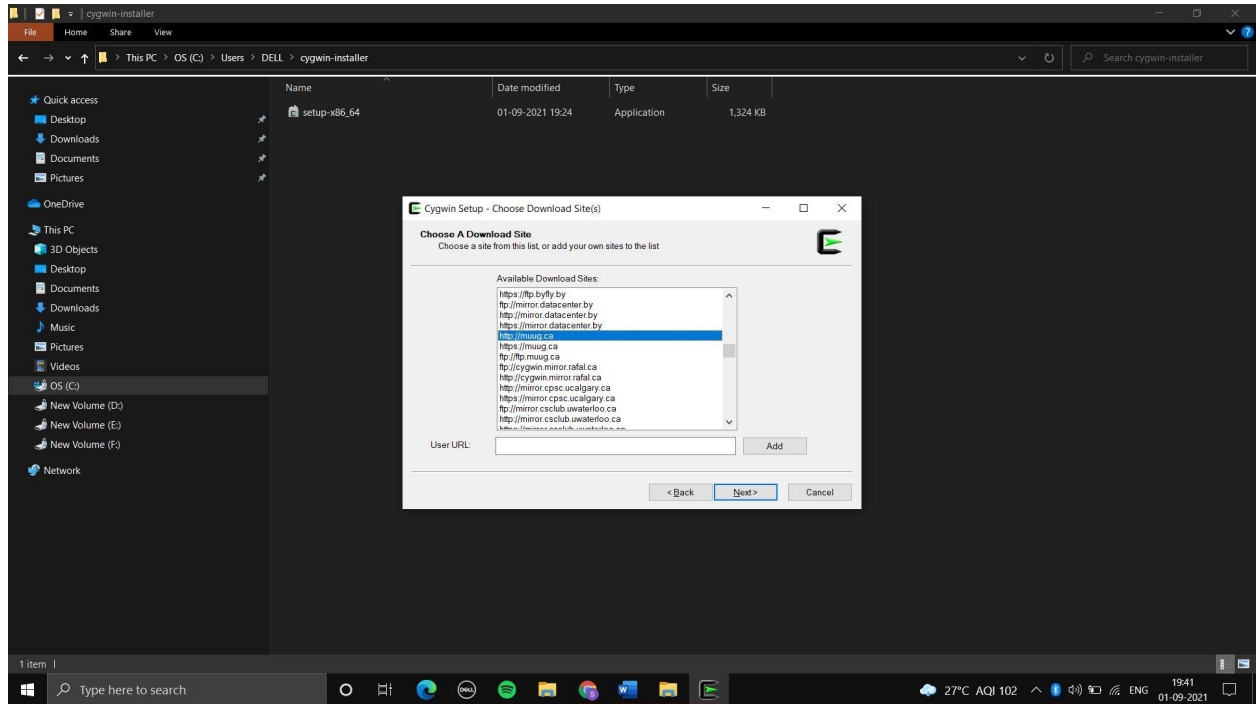 cygwin-installer
File Home Share View
This PC > OS (C:) > Users > DELL > cygwin-installer
Search cygwin-installer
Name Date modified Type Size
setup-x86_64 01-09-2021 19:24 Application 1,324 KB
Quick access
Desktop
Downloads
Documents
Pictures
OneDrive
This PC
3D Objects
Desktop
Documents
Downloads
Music
Pictures
Videos
OS (C:)
New Volume (D:)
New Volume (E:)
New Volume (F:)
Network
Cygwin Setup - Choose Download Site(s)
Choose A Download Site
Choose a site from this list, or add your own sites to the list
Available Download Sites:
https://ftp.byfly.by
ftp://mirror.datacenter.by
http://mirror.datacenter.by
https://mirror.datacenter.by
http://muug.ca
https://muug.ca
ftp://ftp.muug.ca
ftp://cygwin.mirror.rafal.ca
http://cygwin.mirror.rafal.ca
http://mirror.cpsc.ucalgary.ca
https://mirror.cpsc.ucalgary.ca
ftp://mirror.csclub.uwaterloo.ca
http://mirror.csclub.uwaterloo.ca
User URL: Add
< Back Next > Cancel
1 item
Type here to search
DELL
27°C AQI 102 ENG 19:41
01-09-2021